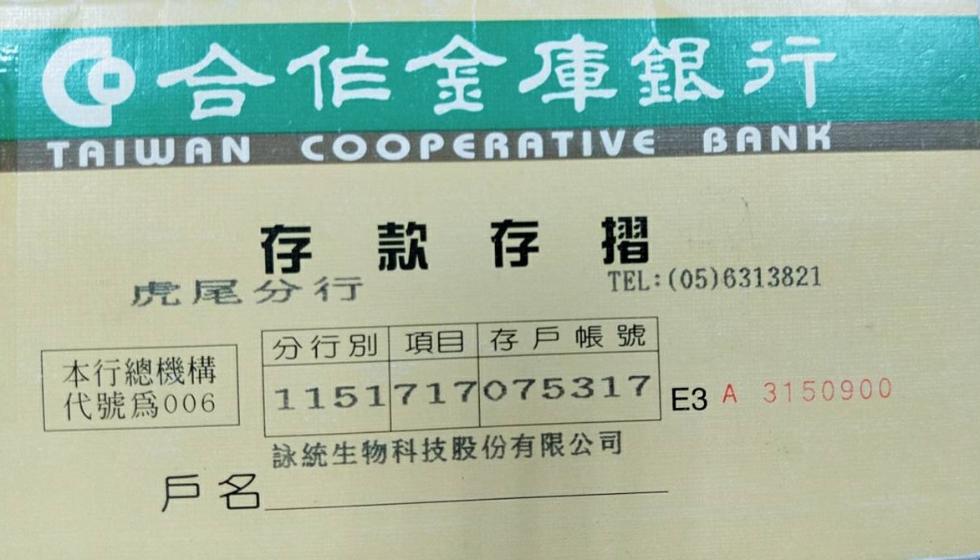 合作金庫銀行
TAIWAN COOPERATIVE BANK
存款存摺
虎尾分行 TEL:(05)6313821
本行總機構
代號為006
分行別 項目 存戶帳號
1151 717 075317 E3 A 3150900
詠統生物科技股份有限公司
戶名